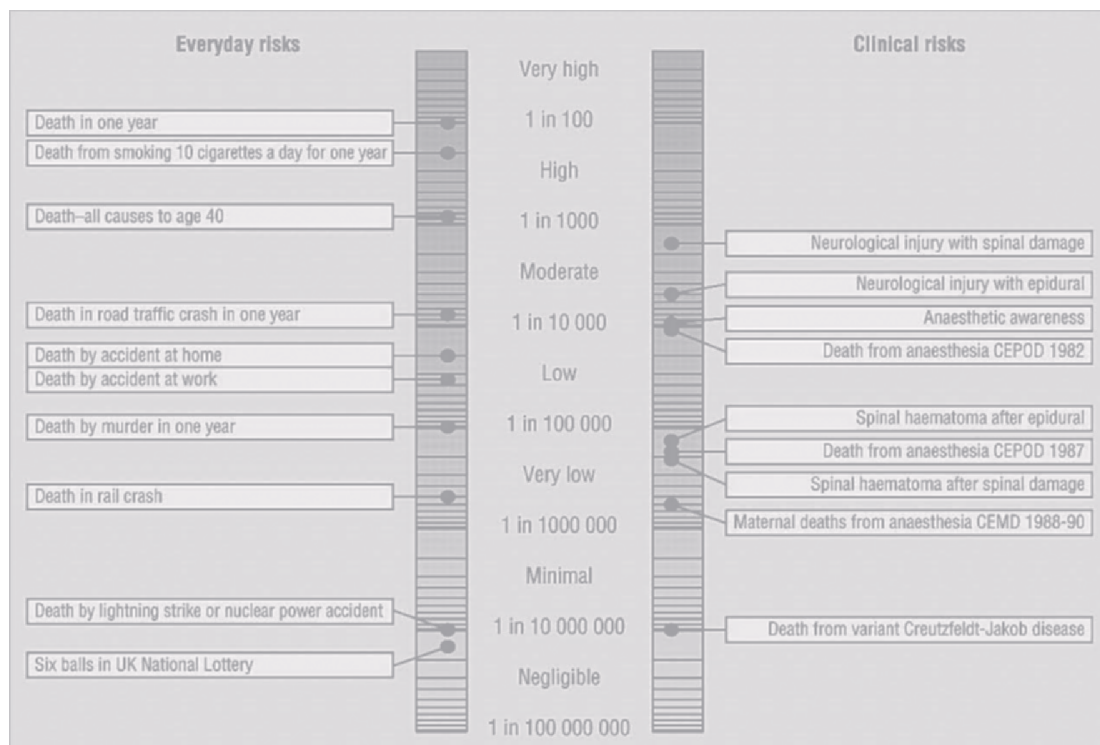 Everyday risks
Clinical risks
Very high
Death in one year
1 in 100
Death from smoking 10 cigarettes a day for one year
High
Death–all causes to age 40
1 in 1000
Neurological injury with spinal damage
Moderate
Neurological injury with epidural
Death in road traffic crash in one year
1 in 10 000
Anaesthetic awareness
Death by accident at home
Death from anaesthesia CEPOD 1982
Death by accident at work
Low
Spinal haematoma after epidural
Death by murder in one year
1 in 100 000
Death from anaesthesia CEPOD 1987
Very low
Spinal haematoma after spinal damage
Death in rail crash
1 in 1000 000
Maternal deaths from anaesthesia CEMD 1988-90
Minimal
Death by lightning strike or nuclear power accident
1 in 10 000 000
Death from variant Creutzfeldt-Jakob disease
Six balls in UK National Lottery
Negligible
1 in 100 000 000